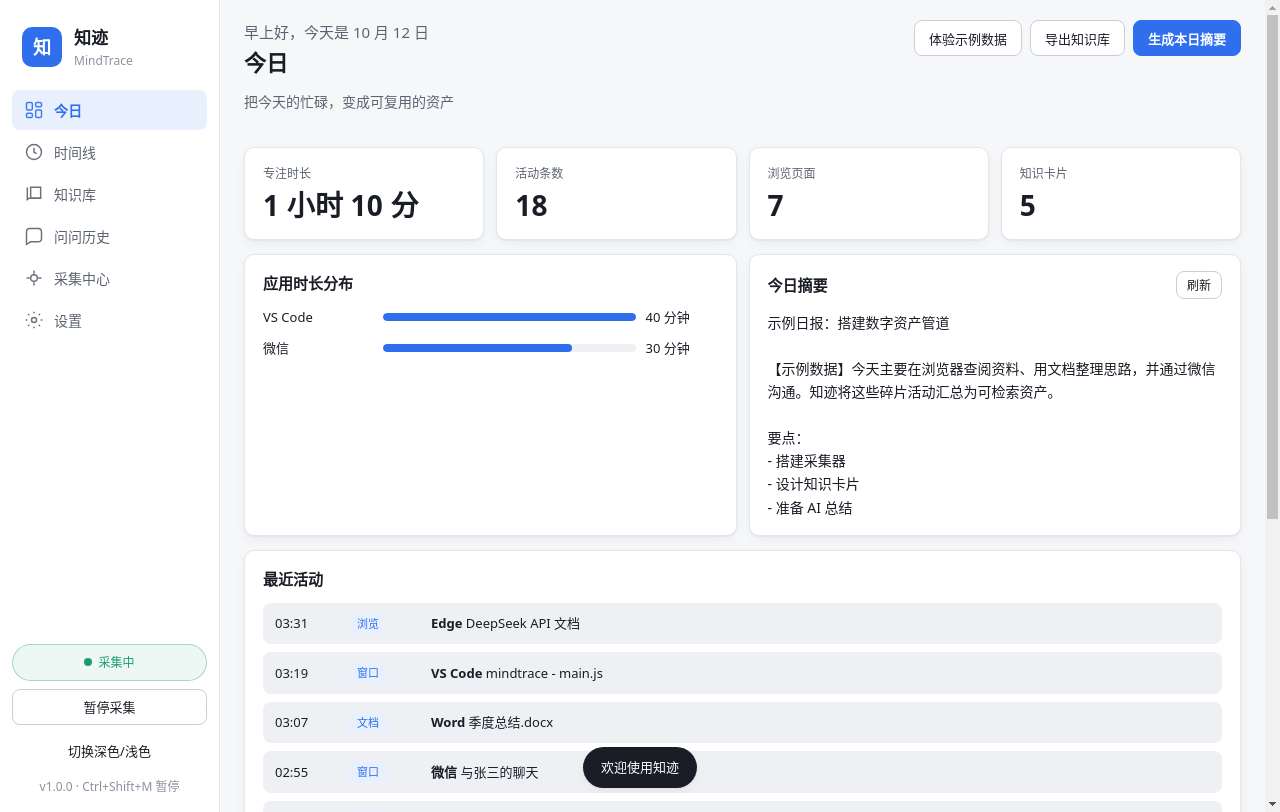 知
知迹
MindTrace
今日
时间线
知识库
问问历史
采集中心
设置
采集中
暂停采集
切换深色/浅色
v1.0.0 · Ctrl+Shift+M 暂停
早上好，今天是 10 月 12 日
今日
把今天的忙碌，变成可复用的资产
体验示例数据
导出知识库
生成本日摘要
专注时长
1 小时 10 分
活动条数
18
浏览页面
7
知识卡片
5
应用时长分布
VS Code 40 分钟
微信 30 分钟
今日摘要
刷新
示例日报：搭建数字资产管道
【示例数据】今天主要在浏览器查阅资料、用文档整理思路，并通过微信
沟通。知迹将这些碎片活动汇总为可检索资产。
要点：
- 搭建采集器
- 设计知识卡片
- 准备 AI 总结
最近活动
03:31 浏览 Edge DeepSeek API 文档
03:19 窗口 VS Code mindtrace - main.js
03:07 文档 Word 季度总结.docx
02:55 窗口 微信 与张三的聊天
欢迎使用知迹